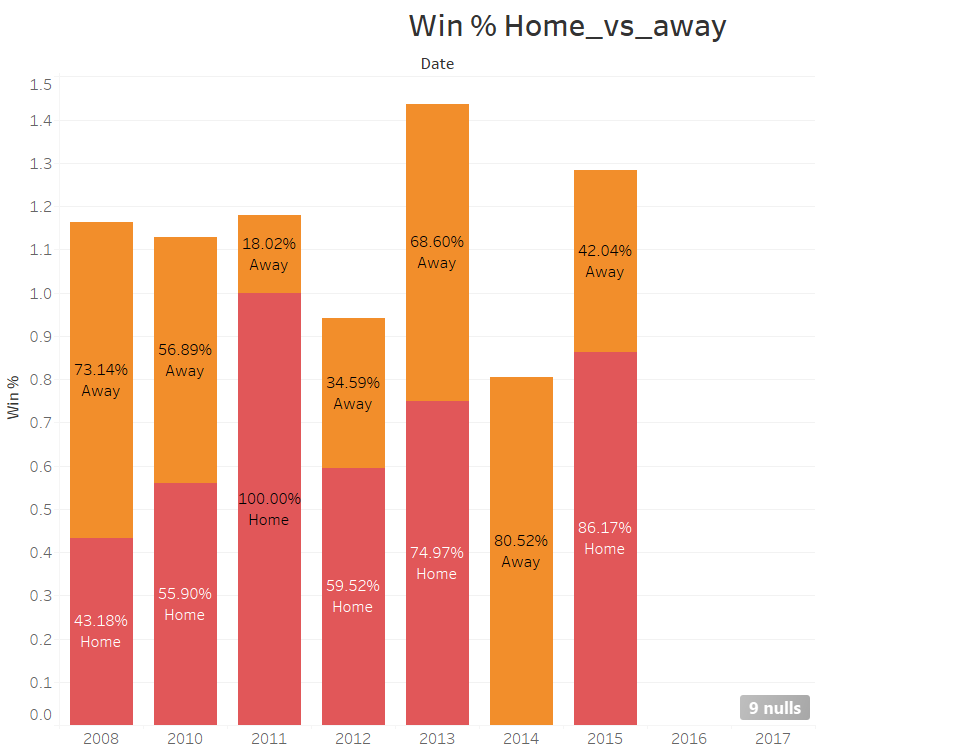 Win % Home_vs_away
Date
1.5
1.4
1.3
1.2
1.1
1.0
0.9
0.8
0.7
0.6
0.5
0.4
0.3
0.2
0.1
0.0
Win %
73.14%
Away
43.18%
Home
56.89%
Away
55.90%
Home
18.02%
Away
100.00%
Home
34.59%
Away
59.52%
Home
68.60%
Away
74.97%
Home
80.52%
Away
42.04%
Away
86.17%
Home
9 nulls
2008
2010
2011
2012
2013
2014
2015
2016
2017